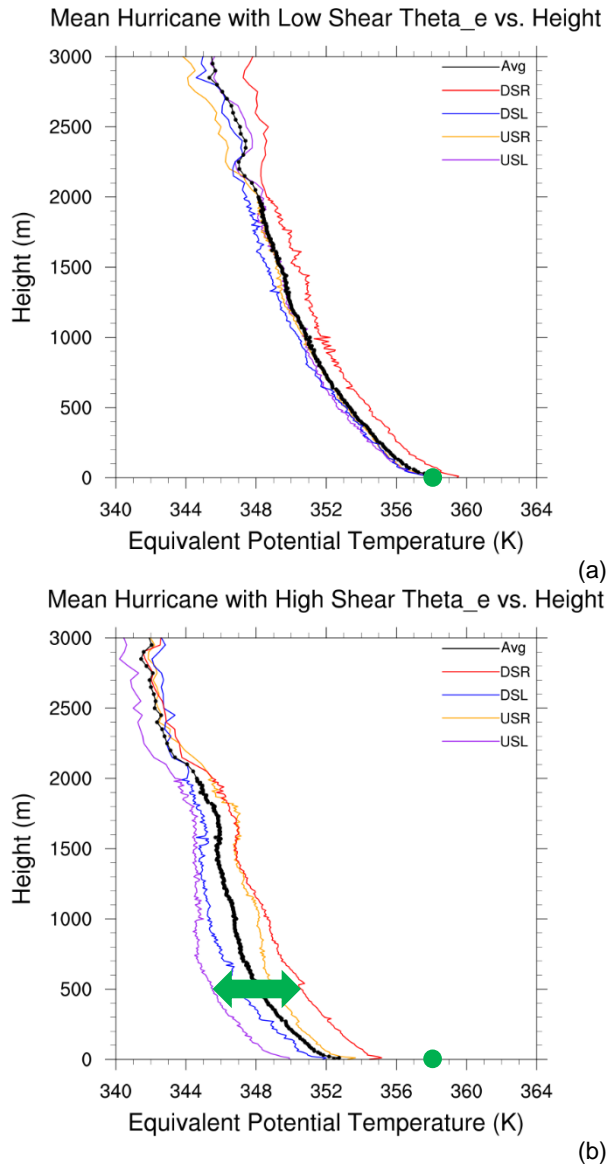 Mean Hurricane with Low Shear Theta_e vs. Height
3000
2500
2000
1500
1000
500
0
Height (m)
Avg
DSR
DSL
USR
USL
340 344 348 352 356 360 364
Equivalent Potential Temperature (K)
(a)
Mean Hurricane with High Shear Theta_e vs. Height
3000
2500
2000
1500
1000
500
0
Height (m)
Avg
DSR
DSL
USR
USL
340 344 348 352 356 360 364
Equivalent Potential Temperature (K)
(b)